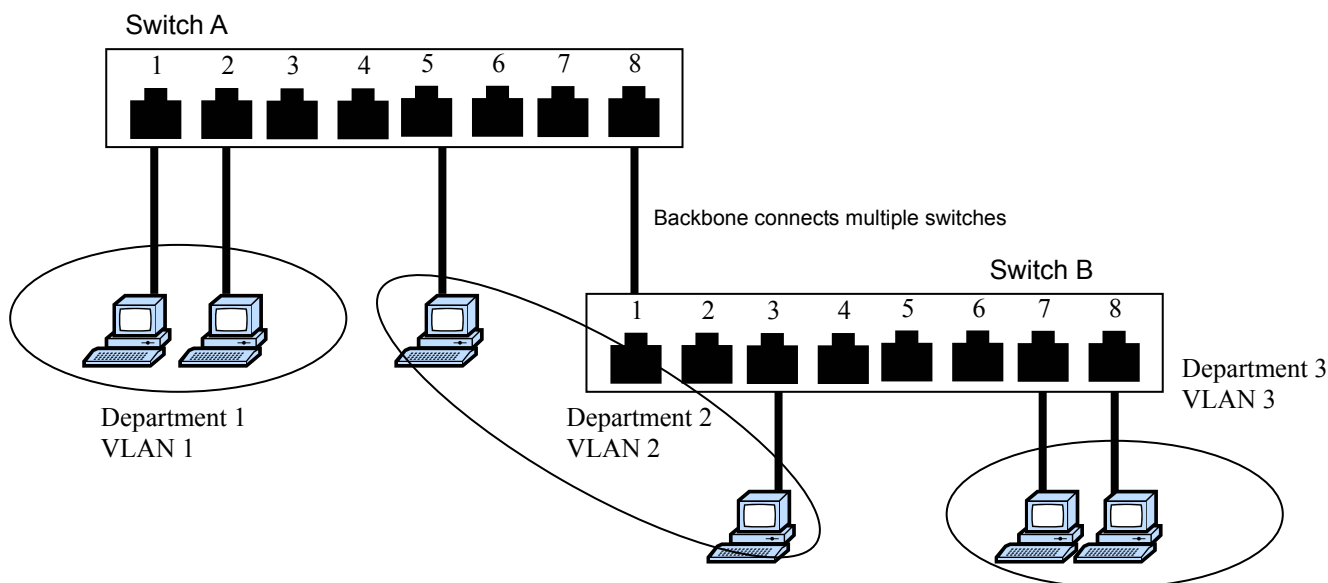 Switch A
1 2 3 4 5 6 7 8
Backbone connects multiple switches
Switch B
1 2 3 4 5 6 7 8
Department 1
VLAN 1
Department 2
VLAN 2
Department 3
VLAN 3